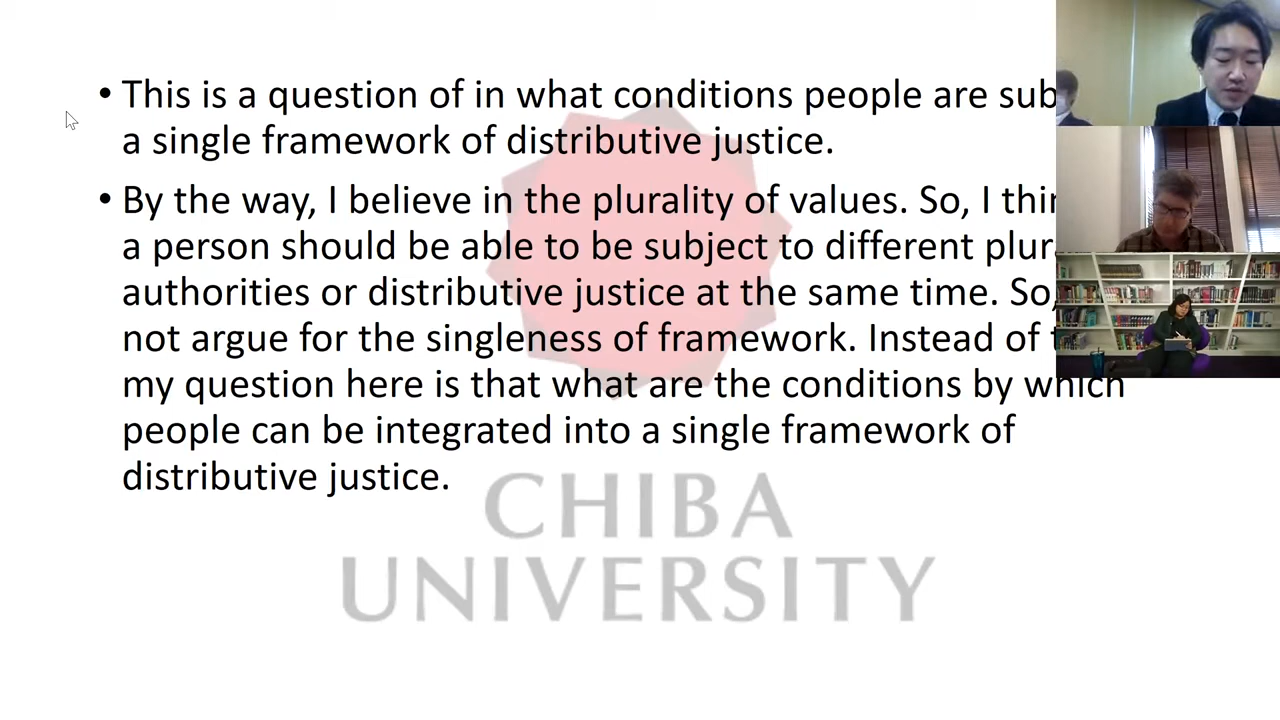 • This is a question of in what conditions people are
a single framework of distributive justice.
• By the way, I believe in the plurality of values. So, I
a person should be able to be subject to different
authorities or distributive justice at the same time. So,
not argue for the singleness of framework. Instead of
my question here is that what are the conditions by which
people can be integrated into a single framework of
distributive justice.
CHIBA
UNIVERSITY